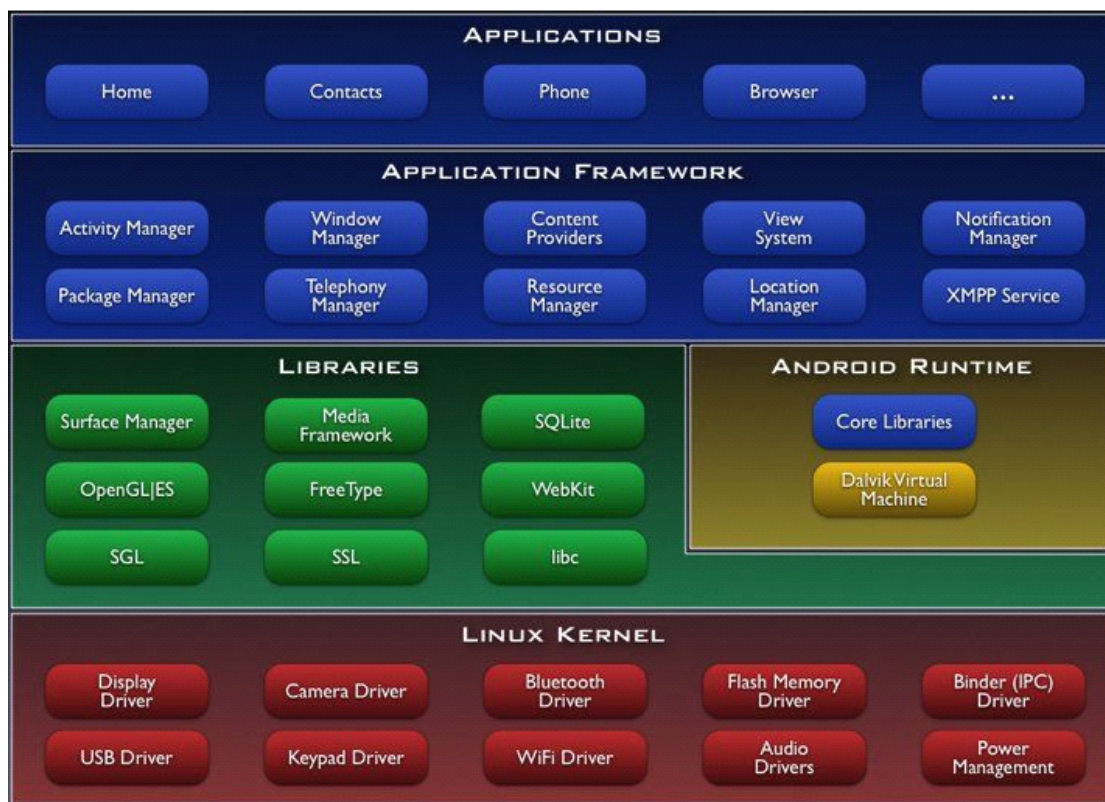 APPLICATIONS
Home
Contacts
Phone
Browser
...
APPLICATION FRAMEWORK
Activity Manager
Window
Manager
Content
Providers
View
System
Notification
Manager
Package Manager
Telephony
Manager
Resource
Manager
Location
Manager
XMPP Service
LIBRARIES
Surface Manager
Media
Framework
SQLite
OpenGL|ES
FreeType
WebKit
SGL
SSL
libc
ANDROID RUNTIME
Core Libraries
Dalvik Virtual
Machine
LINUX KERNEL
Display
Driver
Camera Driver
Bluetooth
Driver
Flash Memory
Driver
Binder (IPC)
Driver
USB Driver
Keypad Driver
WiFi Driver
Audio
Drivers
Power
Management